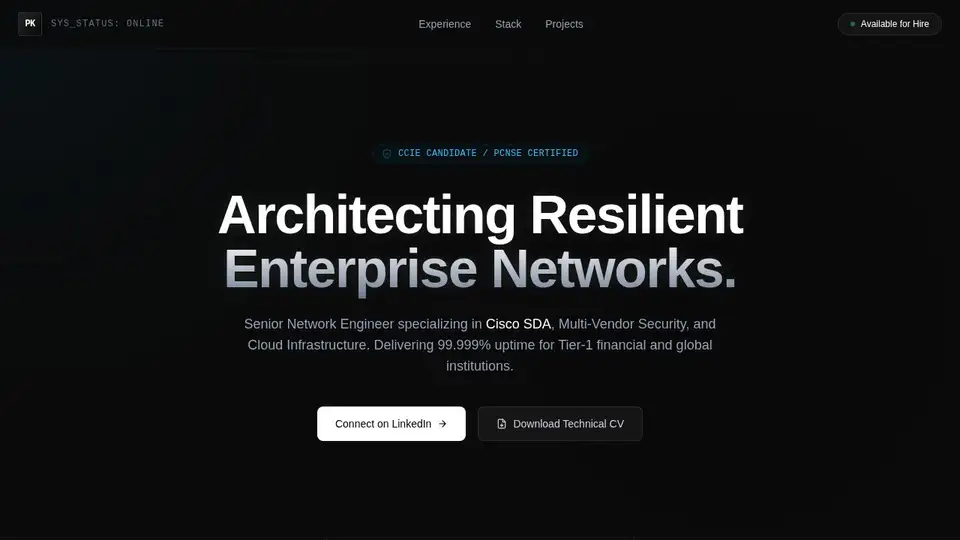 PK SYS_STATUS: ONLINE Experience Stack Projects Available for Hire
CCIE CANDIDATE / PCNSE CERTIFIED
Architecting Resilient
Enterprise Networks.
Senior Network Engineer specializing in Cisco SDA, Multi-Vendor Security, and
Cloud Infrastructure. Delivering 99.999% uptime for Tier-1 financial and global
institutions.
Connect on LinkedIn → Download Technical CV